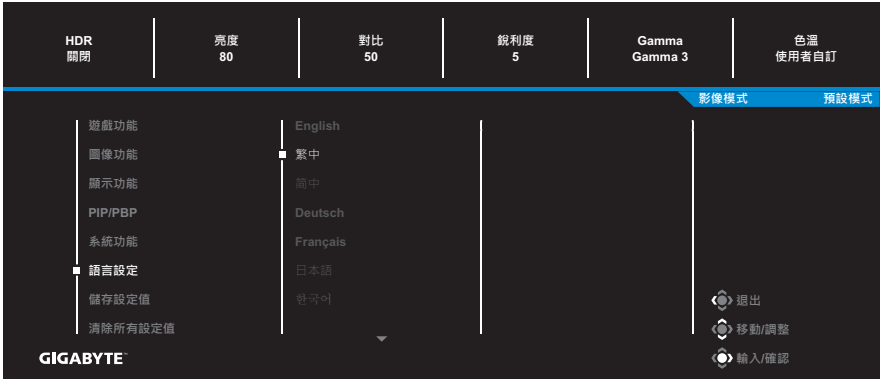 HDR
關閉
亮度
80
對比
50
銳利度
5
Gamma
Gamma 3
色溫
使用者自訂
影像模式 預設模式
遊戲功能
圖像功能
顯示功能
PIP/PBP
系統功能
語言設定
儲存設定值
清除所有設定值
English
繁中
简中
Deutsch
Français
日本語
한국어
退出
移動/調整
輸入/確認
GIGABYTE™